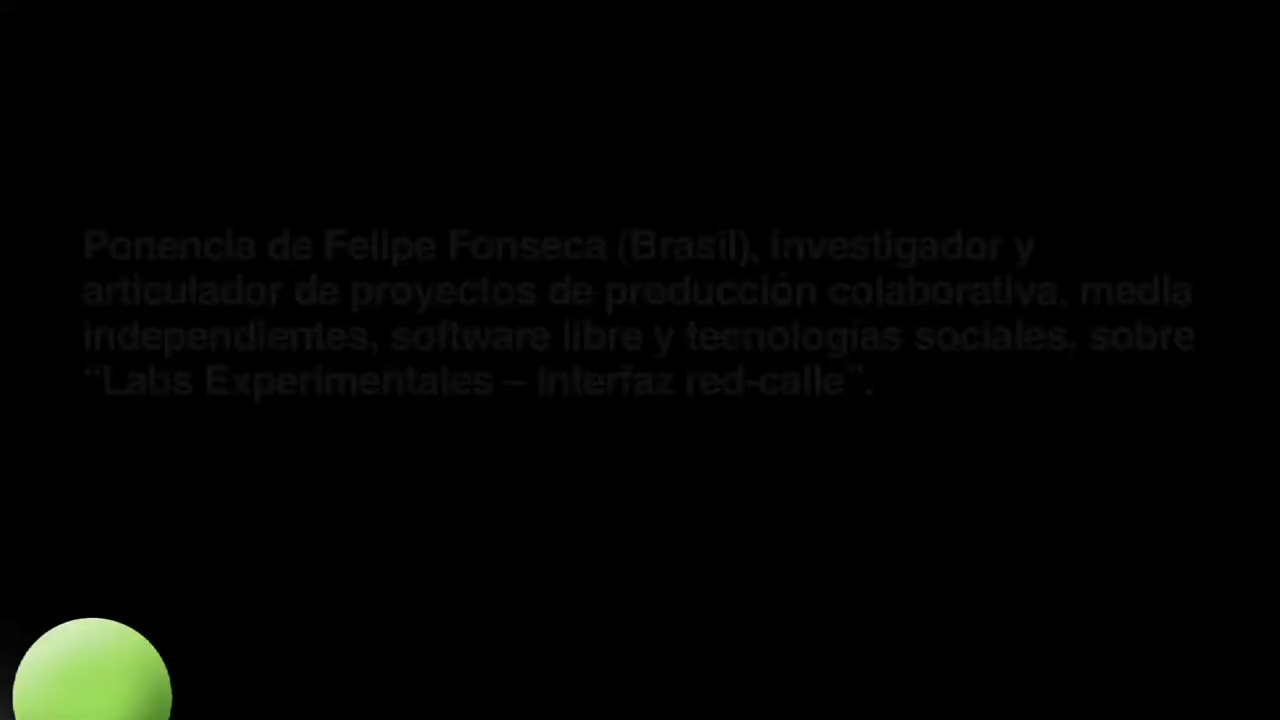 Ponencia de Felipe Fonseca (Brasil), investigador y
articulador de proyectos de producción colaborativa, media
independientes, software libre y tecnologías sociales, sobre
“Labs Experimentales – Interfaz red-calle”.